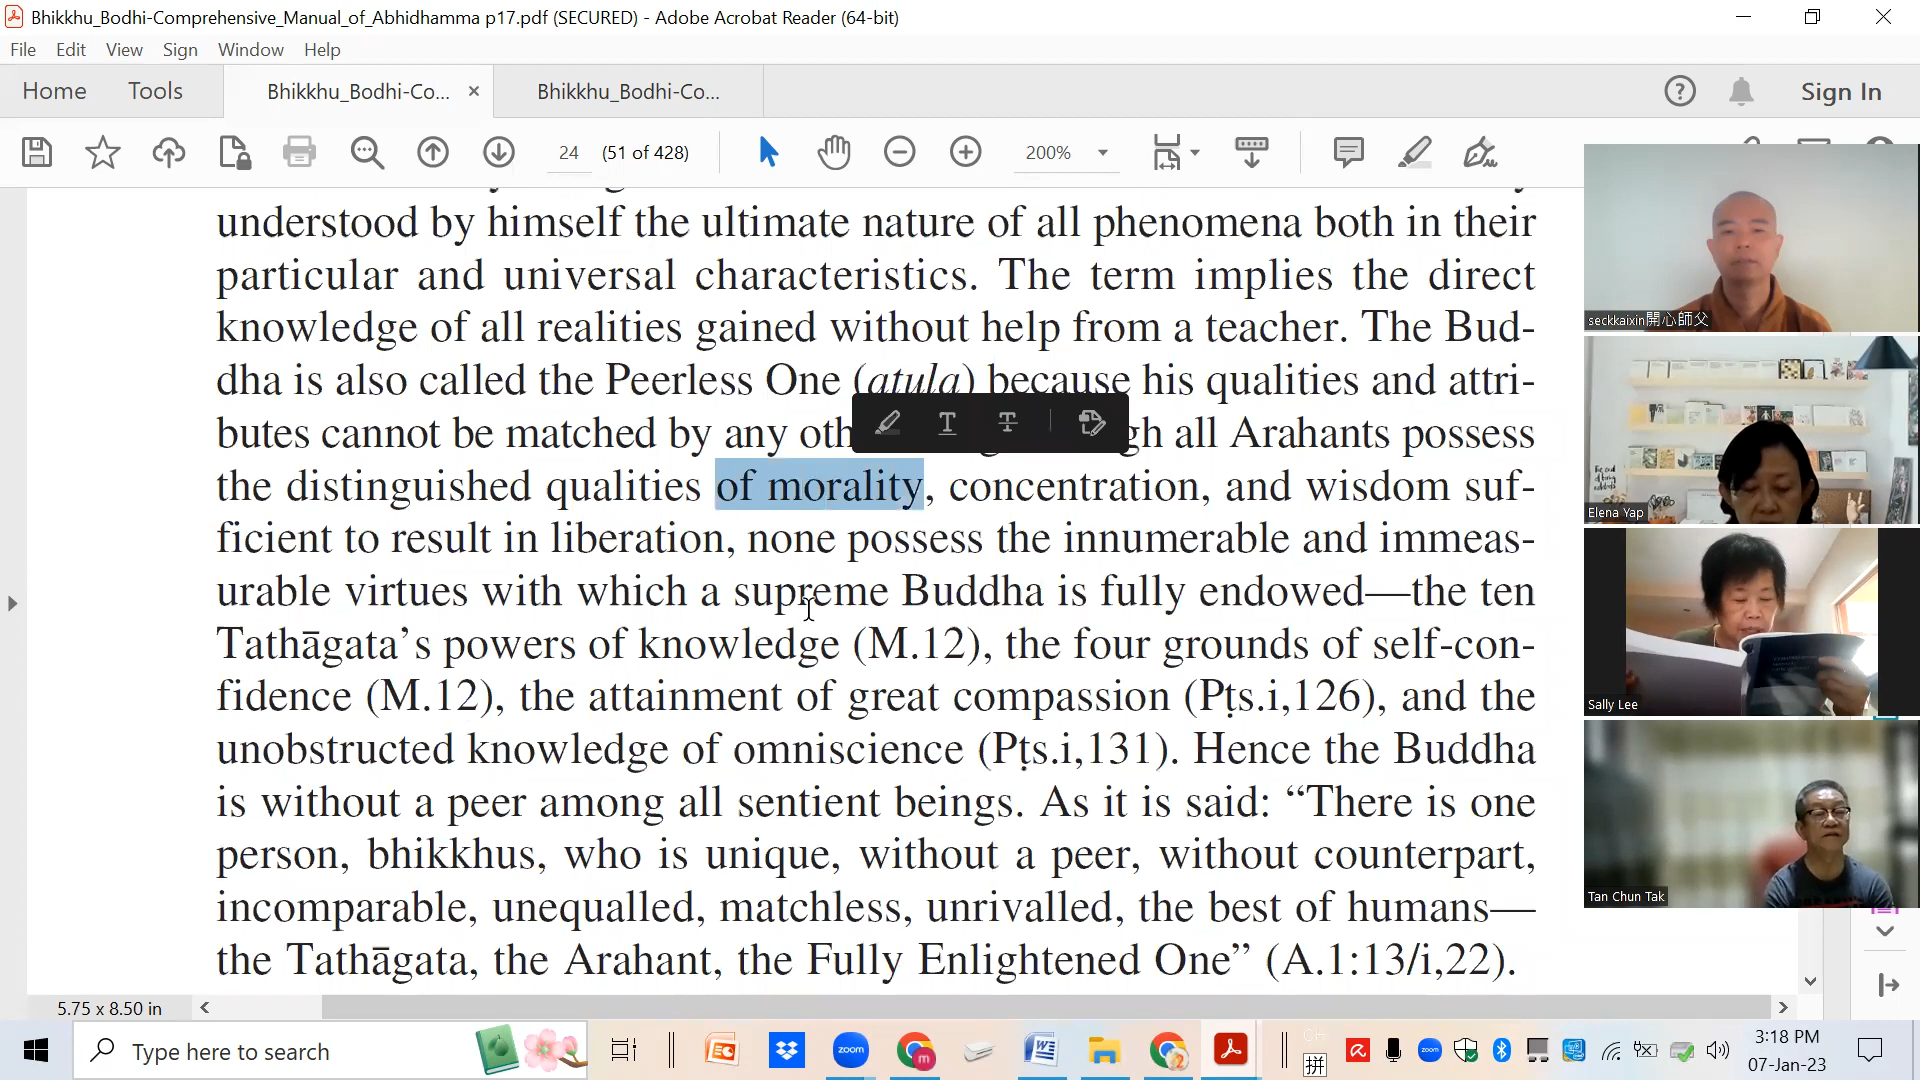 Bhikkhu_Bodhi-Comprehensive_Manual_of_Abhidhamma p17.pdf (SECURED) - Adobe Acrobat Reader (64-bit)
File Edit View Sign Window Help
Home Tools Bhikkhu_Bodhi-Co... × Bhikkhu_Bodhi-Co... Sign In
24 (51 of 428) 200%
understood by himself the ultimate nature of all phenomena both in their
particular and universal characteristics. The term implies the direct
knowledge of all realities gained without help from a teacher. The Bud-
dha is also called the Peerless One (atula) because his qualities and attri-
butes cannot be matched by any all Arahants possess
the distinguished qualities of morality, concentration, and wisdom suf-
ficient to result in liberation, none possess the innumerable and immeas-
urable virtues with which a supreme Buddha is fully endowed—the ten
Tathāgata’s powers of knowledge (M.12), the four grounds of self-con-
fidence (M.12), the attainment of great compassion (Pṭs.i,126), and the
unobstructed knowledge of omniscience (Pṭs.i,131). Hence the Buddha
is without a peer among all sentient beings. As it is said: “There is one
person, bhikkhus, who is unique, without a peer, without counterpart,
incomparable, unequalled, matchless, unrivalled, the best of humans—
the Tathāgata, the Arahant, the Fully Enlightened One” (A.1:13/i,22).
seckkaixin開心師父
Elena Yap
Sally Lee
Tan Chun Tak
5.75 x 8.50 in
Type here to search
zoom
拼
zoom
3:18 PM
07-Jan-23